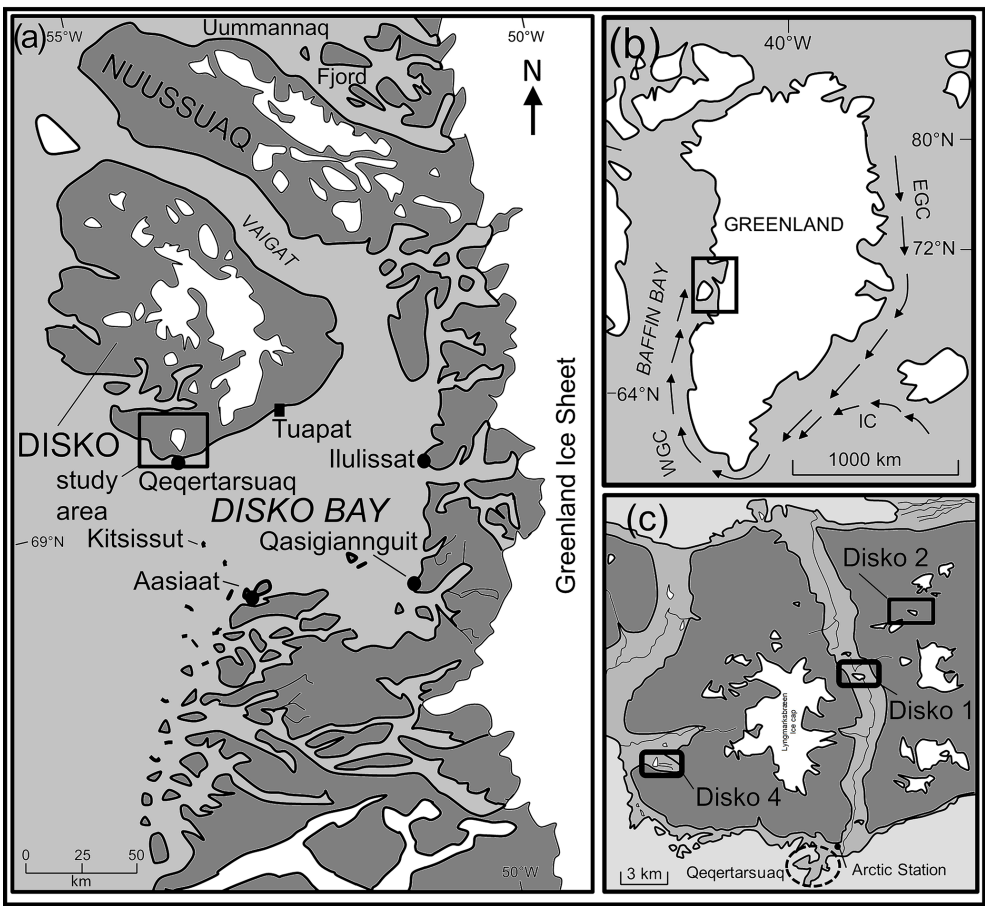 (a)
55°W
Uummannaq
Fjord
50°W
N
NUUSSUAQ
VAIGAT
DISKO
study
area
Tuapat
Ilulissat
Qeqertarsuaq
DISKO BAY
Greenland Ice Sheet
69°N
Kitsissut
Qasigiannguit
Aasiaat
0 25 50
km
50°W
(b)
40°W
80°N
EGC
GREENLAND
72°N
BAFFIN BAY
64°N
IC
WGC
1000 km
(c)
Disko 2
Disko 1
Lyngmarksbræen
Ice cap
Disko 4
3 km
Qeqertarsuaq
Arctic Station